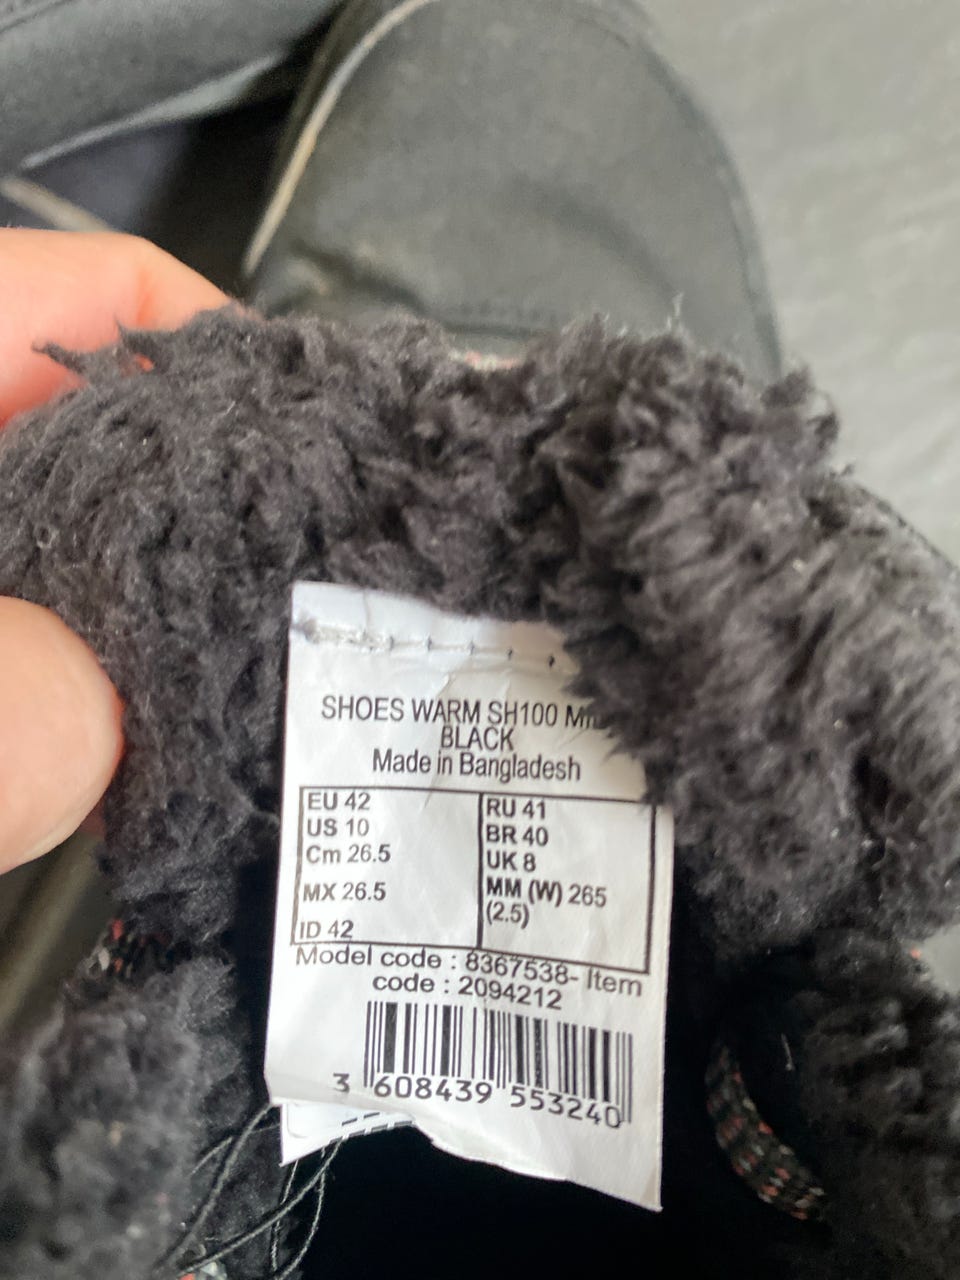 SHOES WARM SH100 
BLACK
Made in Bangladesh
EU 42
US 10
Cm 26.5
MX 26.5
ID 42
RU 41
BR 40
UK 8
MM (W) 265
(2.5)
Model code : 8367538- Item
code : 2094212
3 608439 553240